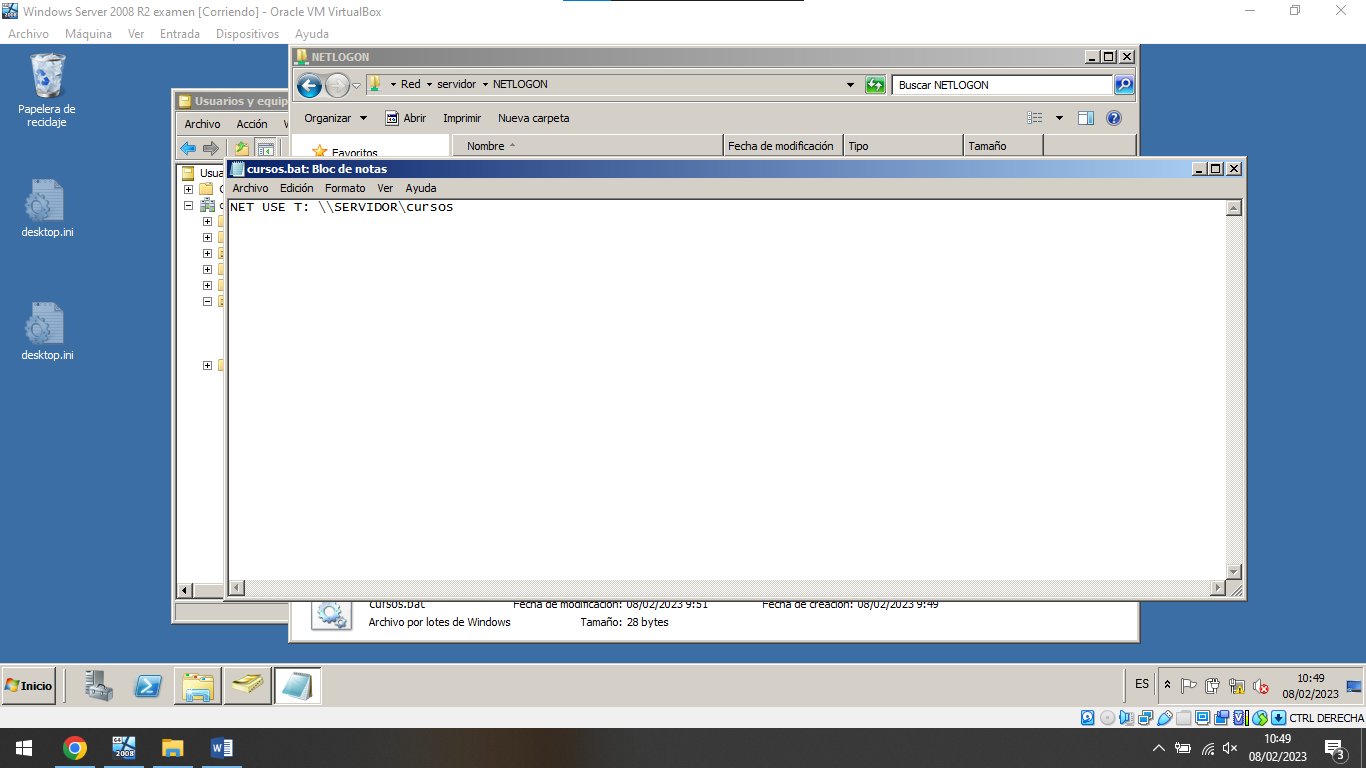 Windows Server 2008 R2 examen [Corriendo] - Oracle VM VirtualBox
Archivo Máquina Ver Entrada Dispositivos Ayuda
Papelera de
reciclaje
desktop.ini
desktop.ini
NETLOGON
Red servidor NETLOGON
Buscar NETLOGON
Organizar Abrir Imprimir Nueva carpeta
Favoritos
Nombre Fecha de modificación Tipo Tamaño
Usuarios y equip
Archivo Acción
Usua
cursos.bat: Bloc de notas
Archivo Edición Formato Ver Ayuda
NET USE T: \\SERVIDOR\cursos
cursos.bat Fecha de modificación: 08/02/2023 9:51 Fecha de creación: 08/02/2023 9:49
Archivo por lotes de Windows Tamaño: 28 bytes
Inicio
ES
10:49
08/02/2023
CTRL DERECHA
2008
10:49
08/02/2023
3